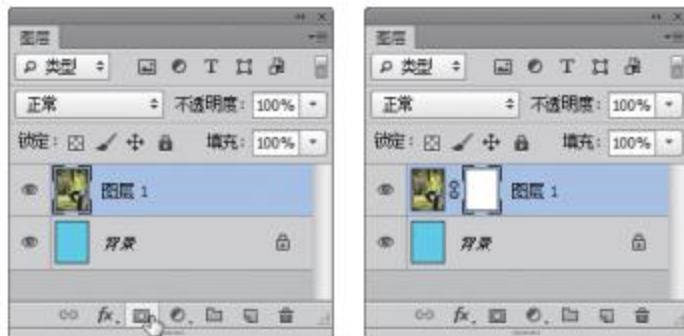 图层
类型
T
正常 不透明度: 100%
锁定: 填充: 100%
图层 1
背景
fx.
图层
类型
T
正常 不透明度: 100%
锁定: 填充: 100%
图层 1
背景
fx.